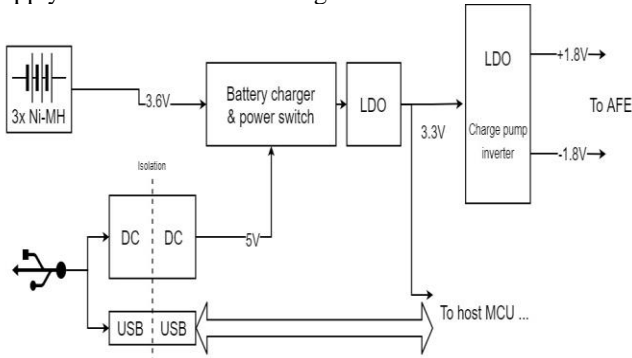 3x Ni-MH
3.6V
Battery charger
& power switch
LDO
3.3V
LDO
Charge pump
inverter
+1.8V
To AFE
-1.8V
Isolation
DC
DC
5V
USB
USB
To host MCU ...